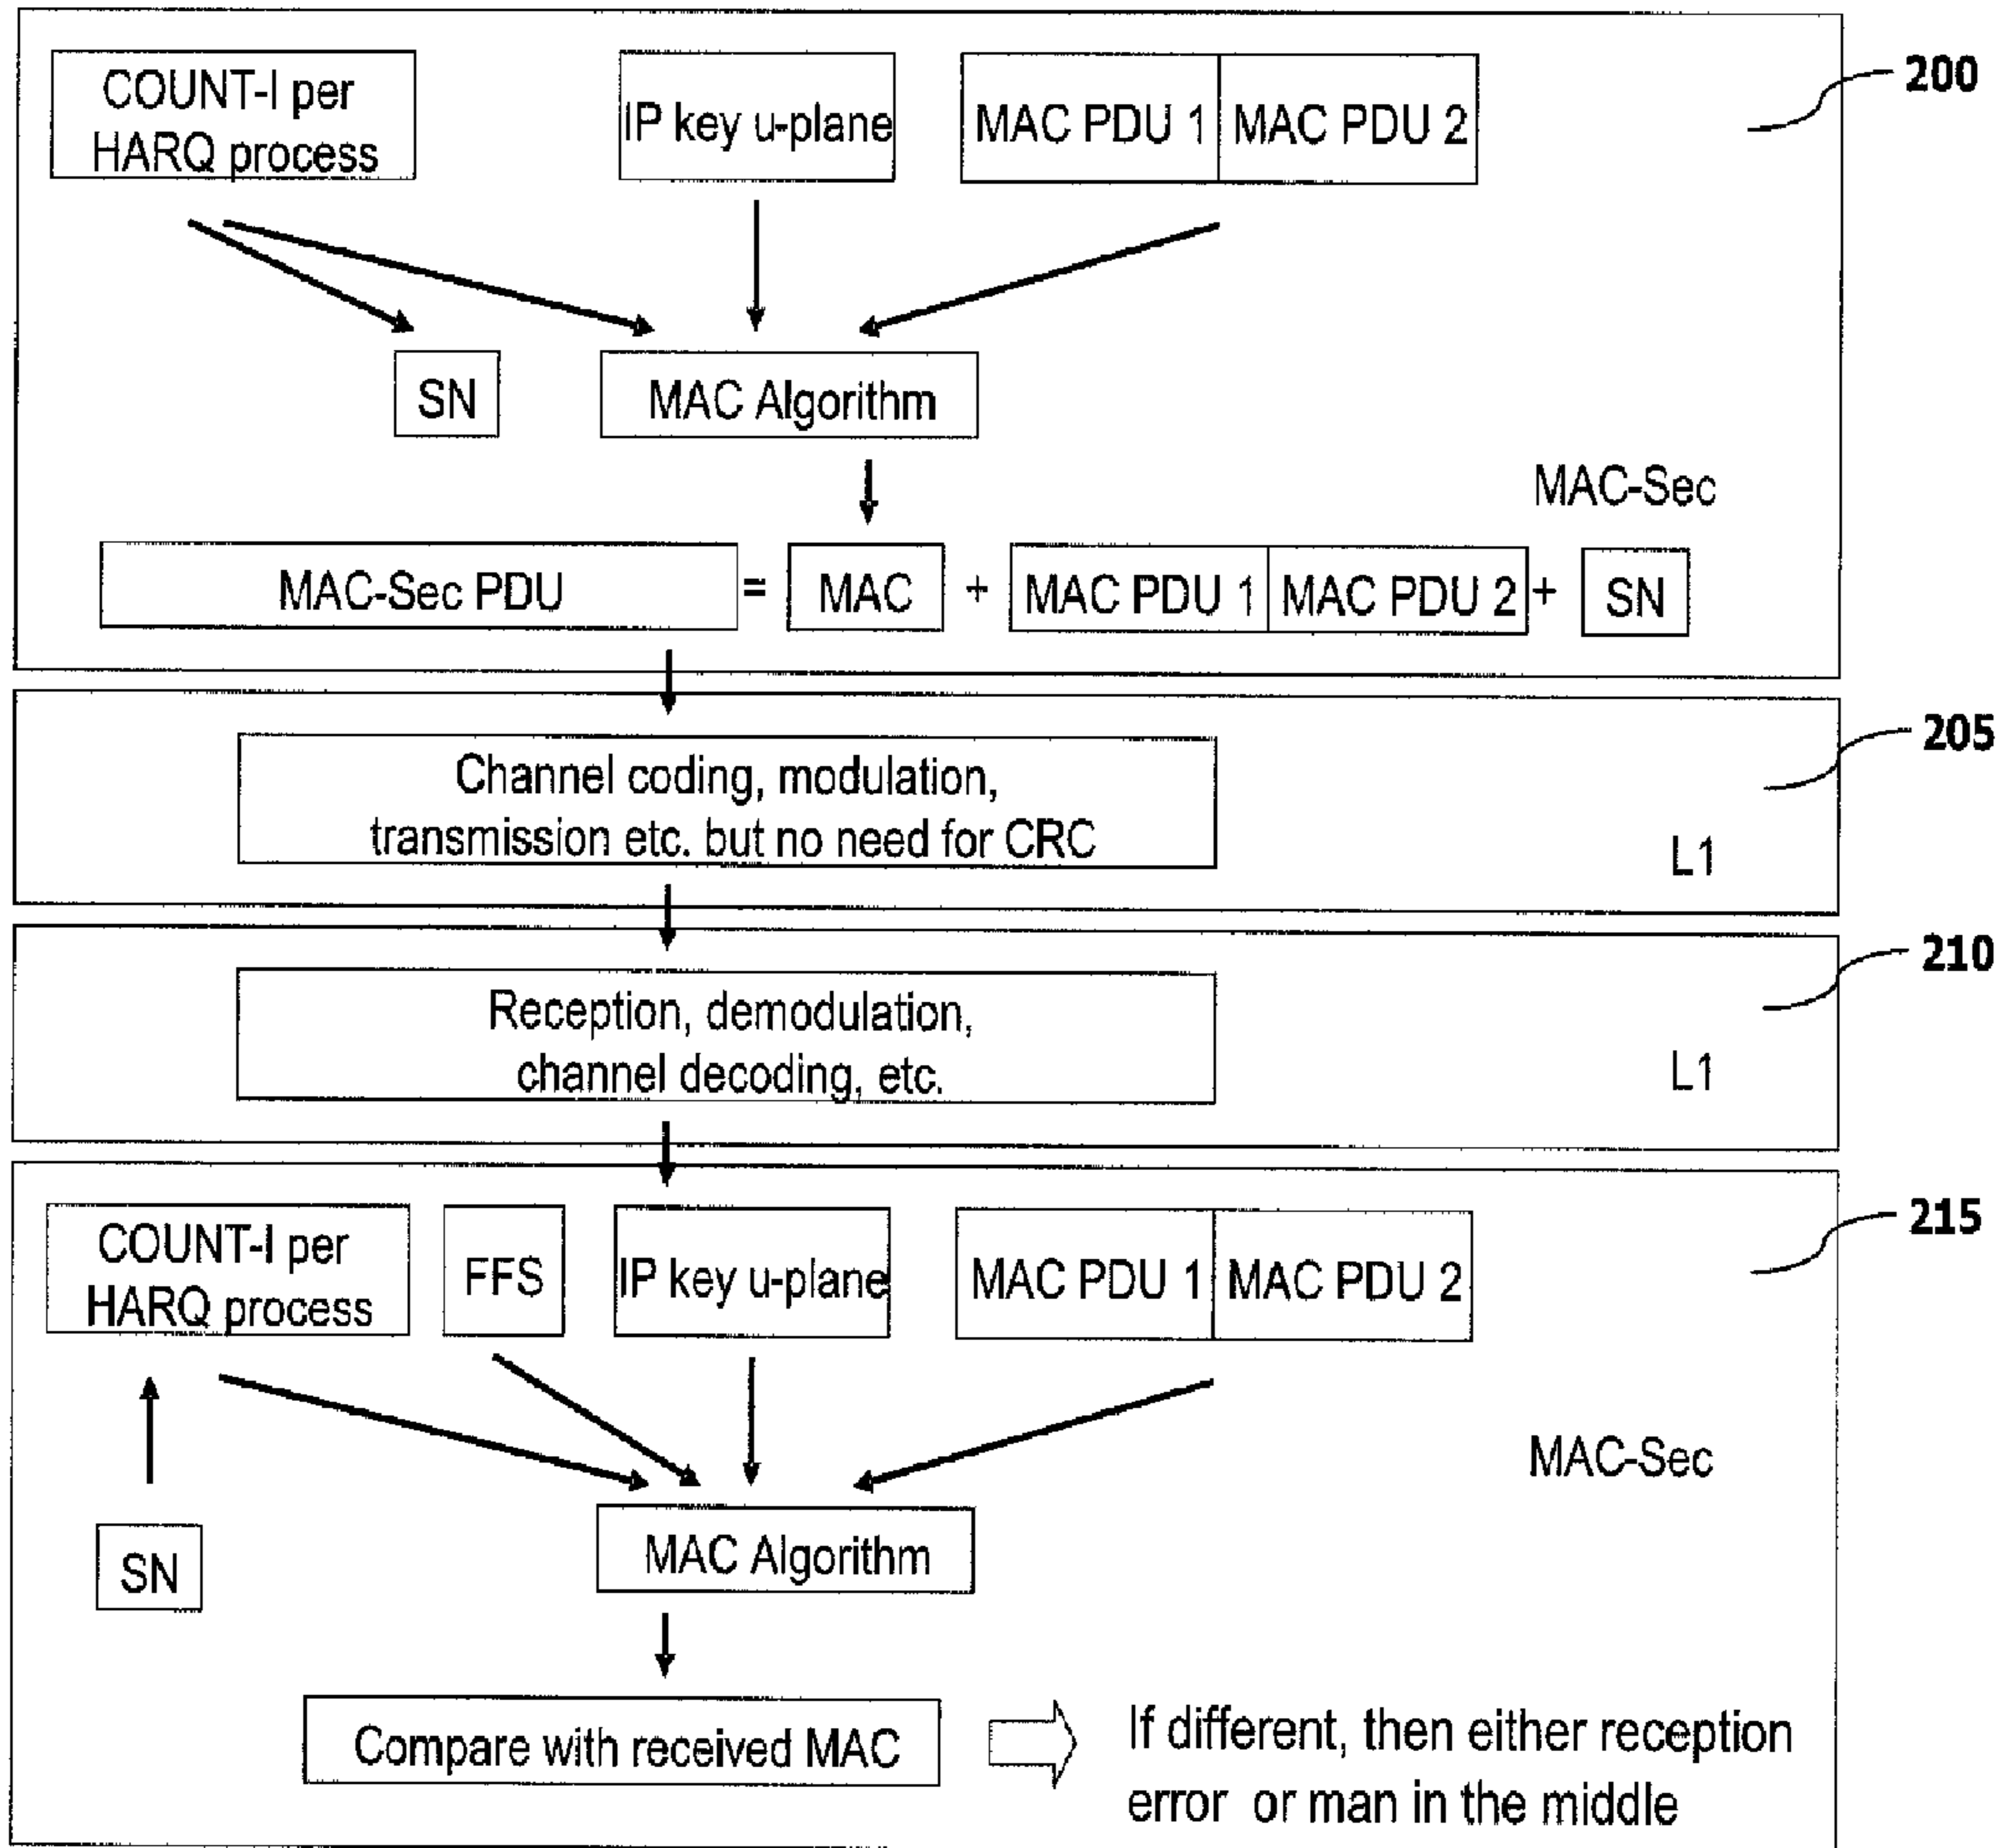 COUNT-I per
HARQ process
IP key u-plane
MAC PDU 1
MAC PDU 2
200
SN
MAC Algorithm
MAC-Sec
MAC-Sec PDU
=
MAC
+
MAC PDU 1
MAC PDU 2
+
SN
Channel coding, modulation,
transmission etc. but no need for CRC
205
L1
Reception, demodulation,
channel decoding, etc.
210
L1
COUNT-I per
HARQ process
FFS
IP key u-plane
MAC PDU 1
MAC PDU 2
215
MAC-Sec
SN
MAC Algorithm
Compare with received MAC
If different, then either reception
error or man in the middle